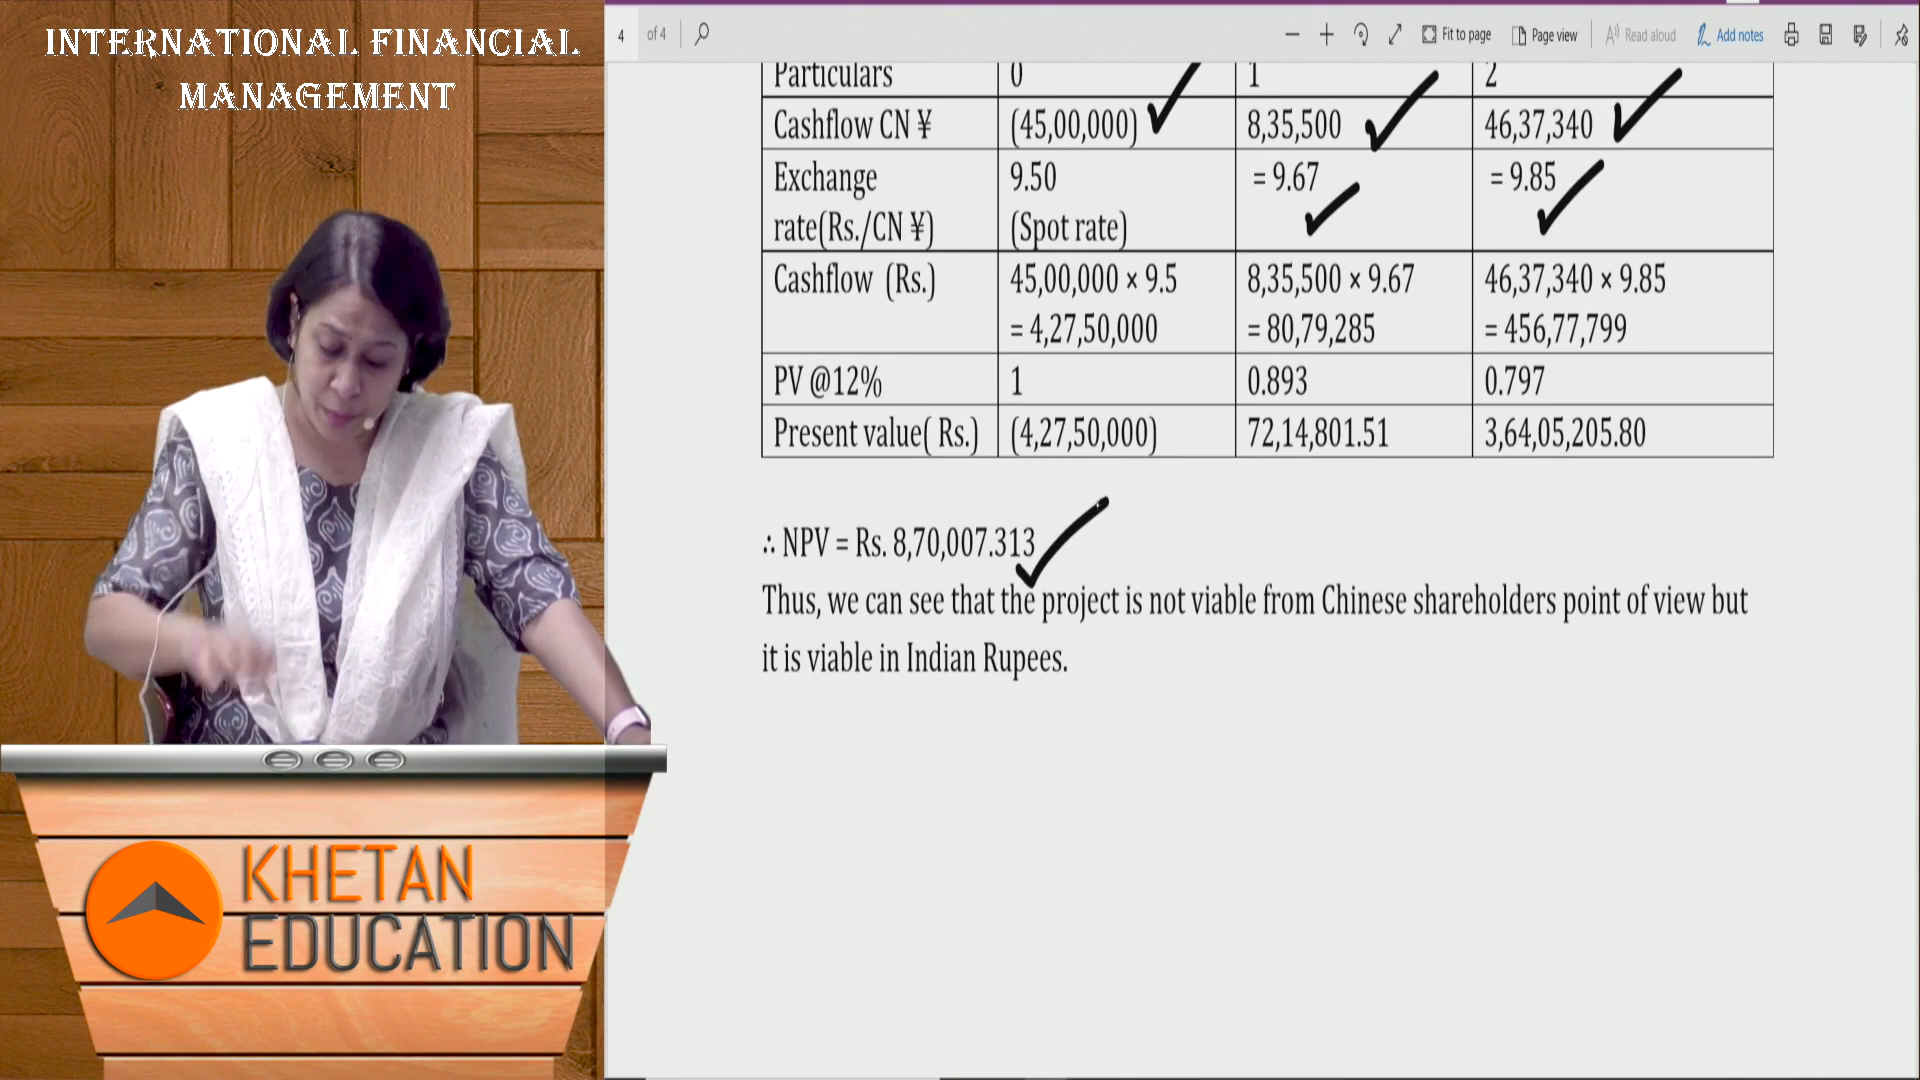 INTERNATIONAL FINANCIAL
MANAGEMENT
4 of 4 Fit to page Page view Read aloud Add notes
Particulars 0 1 2
Cashflow CN ¥ (45,00,000) 8,35,500 46,37,340
Exchange 9.50 = 9.67 = 9.85
rate(Rs./CN ¥) (Spot rate)
Cashflow (Rs.) 45,00,000 × 9.5 8,35,500 × 9.67 46,37,340 × 9.85
= 4,27,50,000 = 80,79,285 = 456,77,799
PV @12% 1 0.893 0.797
Present value( Rs.) (4,27,50,000) 72,14,801.51 3,64,05,205.80
∴ NPV = Rs. 8,70,007.313
Thus, we can see that the project is not viable from Chinese shareholders point of view but
it is viable in Indian Rupees.
KHETAN
EDUCATION